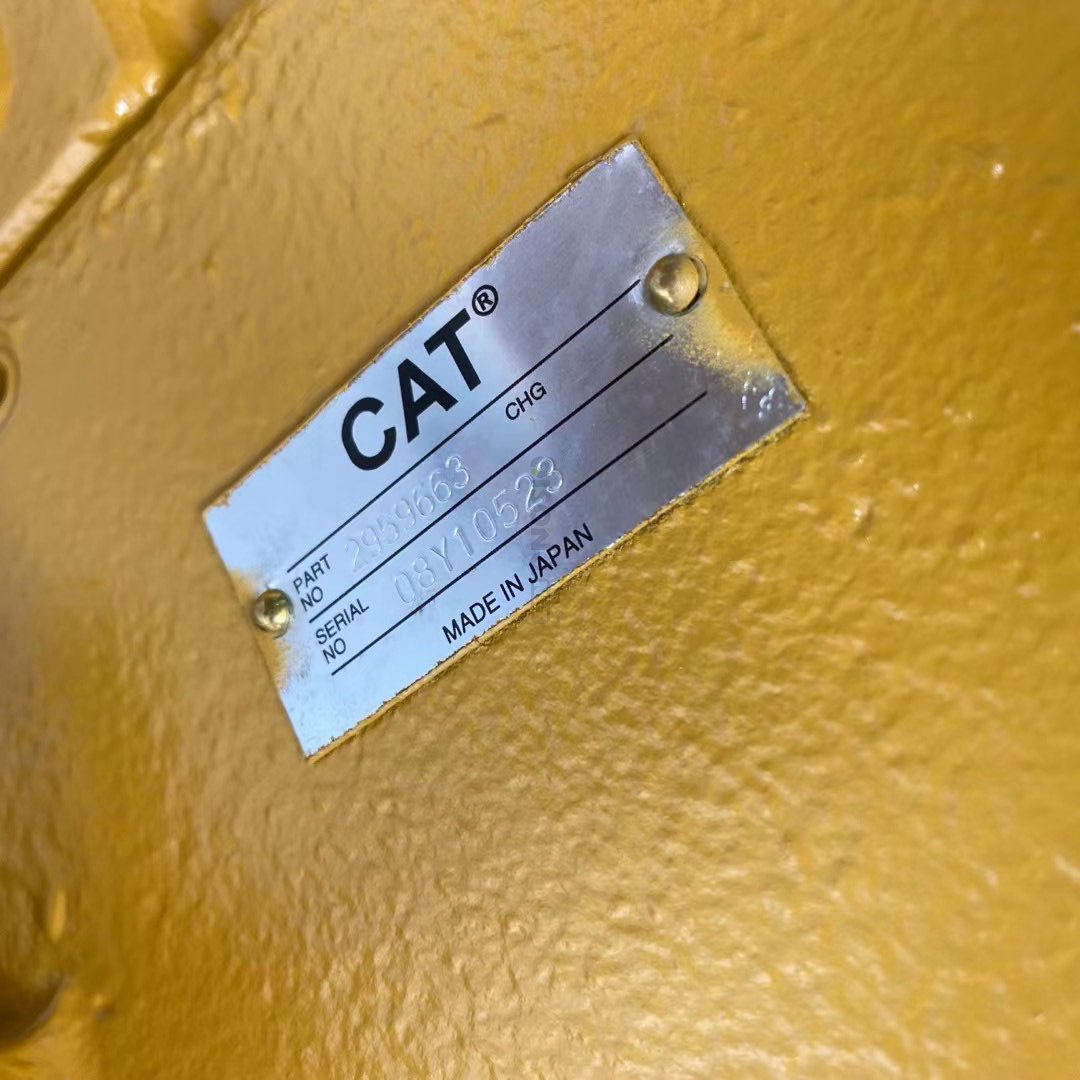 CAT®
PART NO 2959663 CHG
SERIAL NO 08Y10523
MADE IN JAPAN